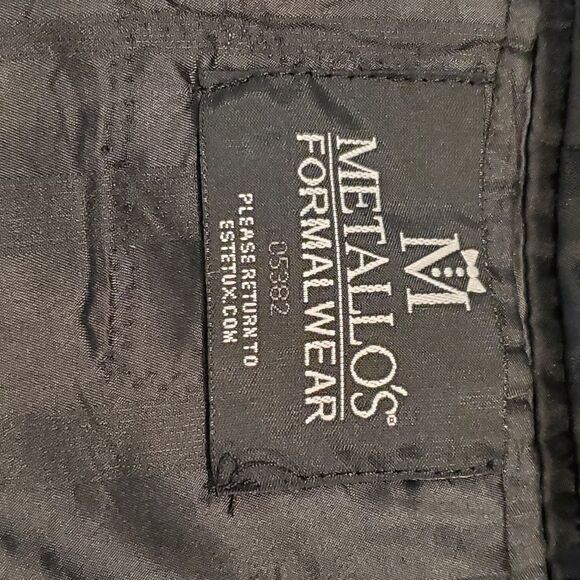 M
METALLO'S®
FORMALWEAR
05382
PLEASE RETURN TO
ESTETUX.COM